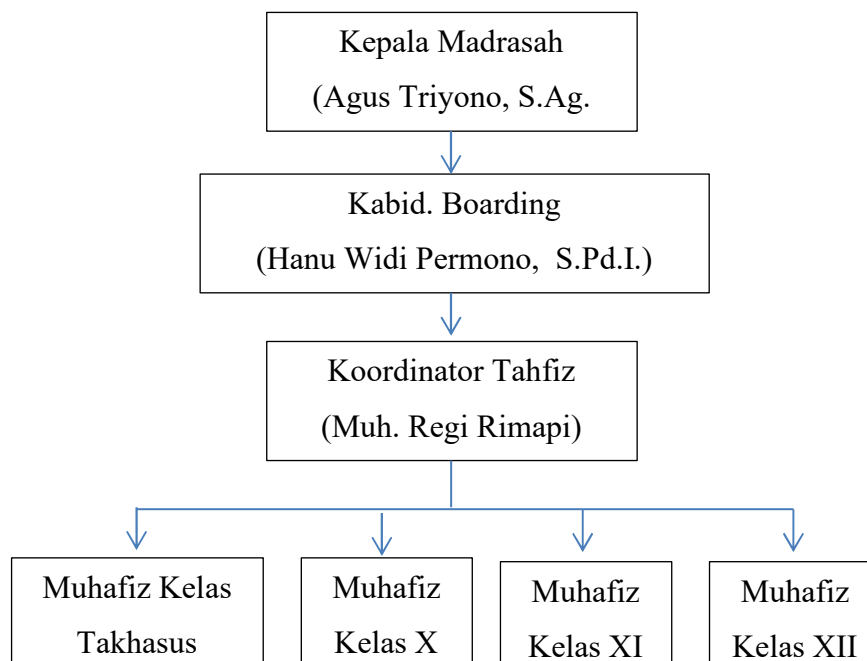 Kepala Madrasah
(Agus Triyono, S.Ag.
Kabid. Boarding
(Hanu Widi Permono,  S.Pd.I.)
Koordinator Tahfiz
(Muh. Regi Rimapi)
Muhafiz Kelas
Takhasus
Muhafiz
Kelas X
Muhafiz
Kelas XI
Muhafiz
Kelas XII